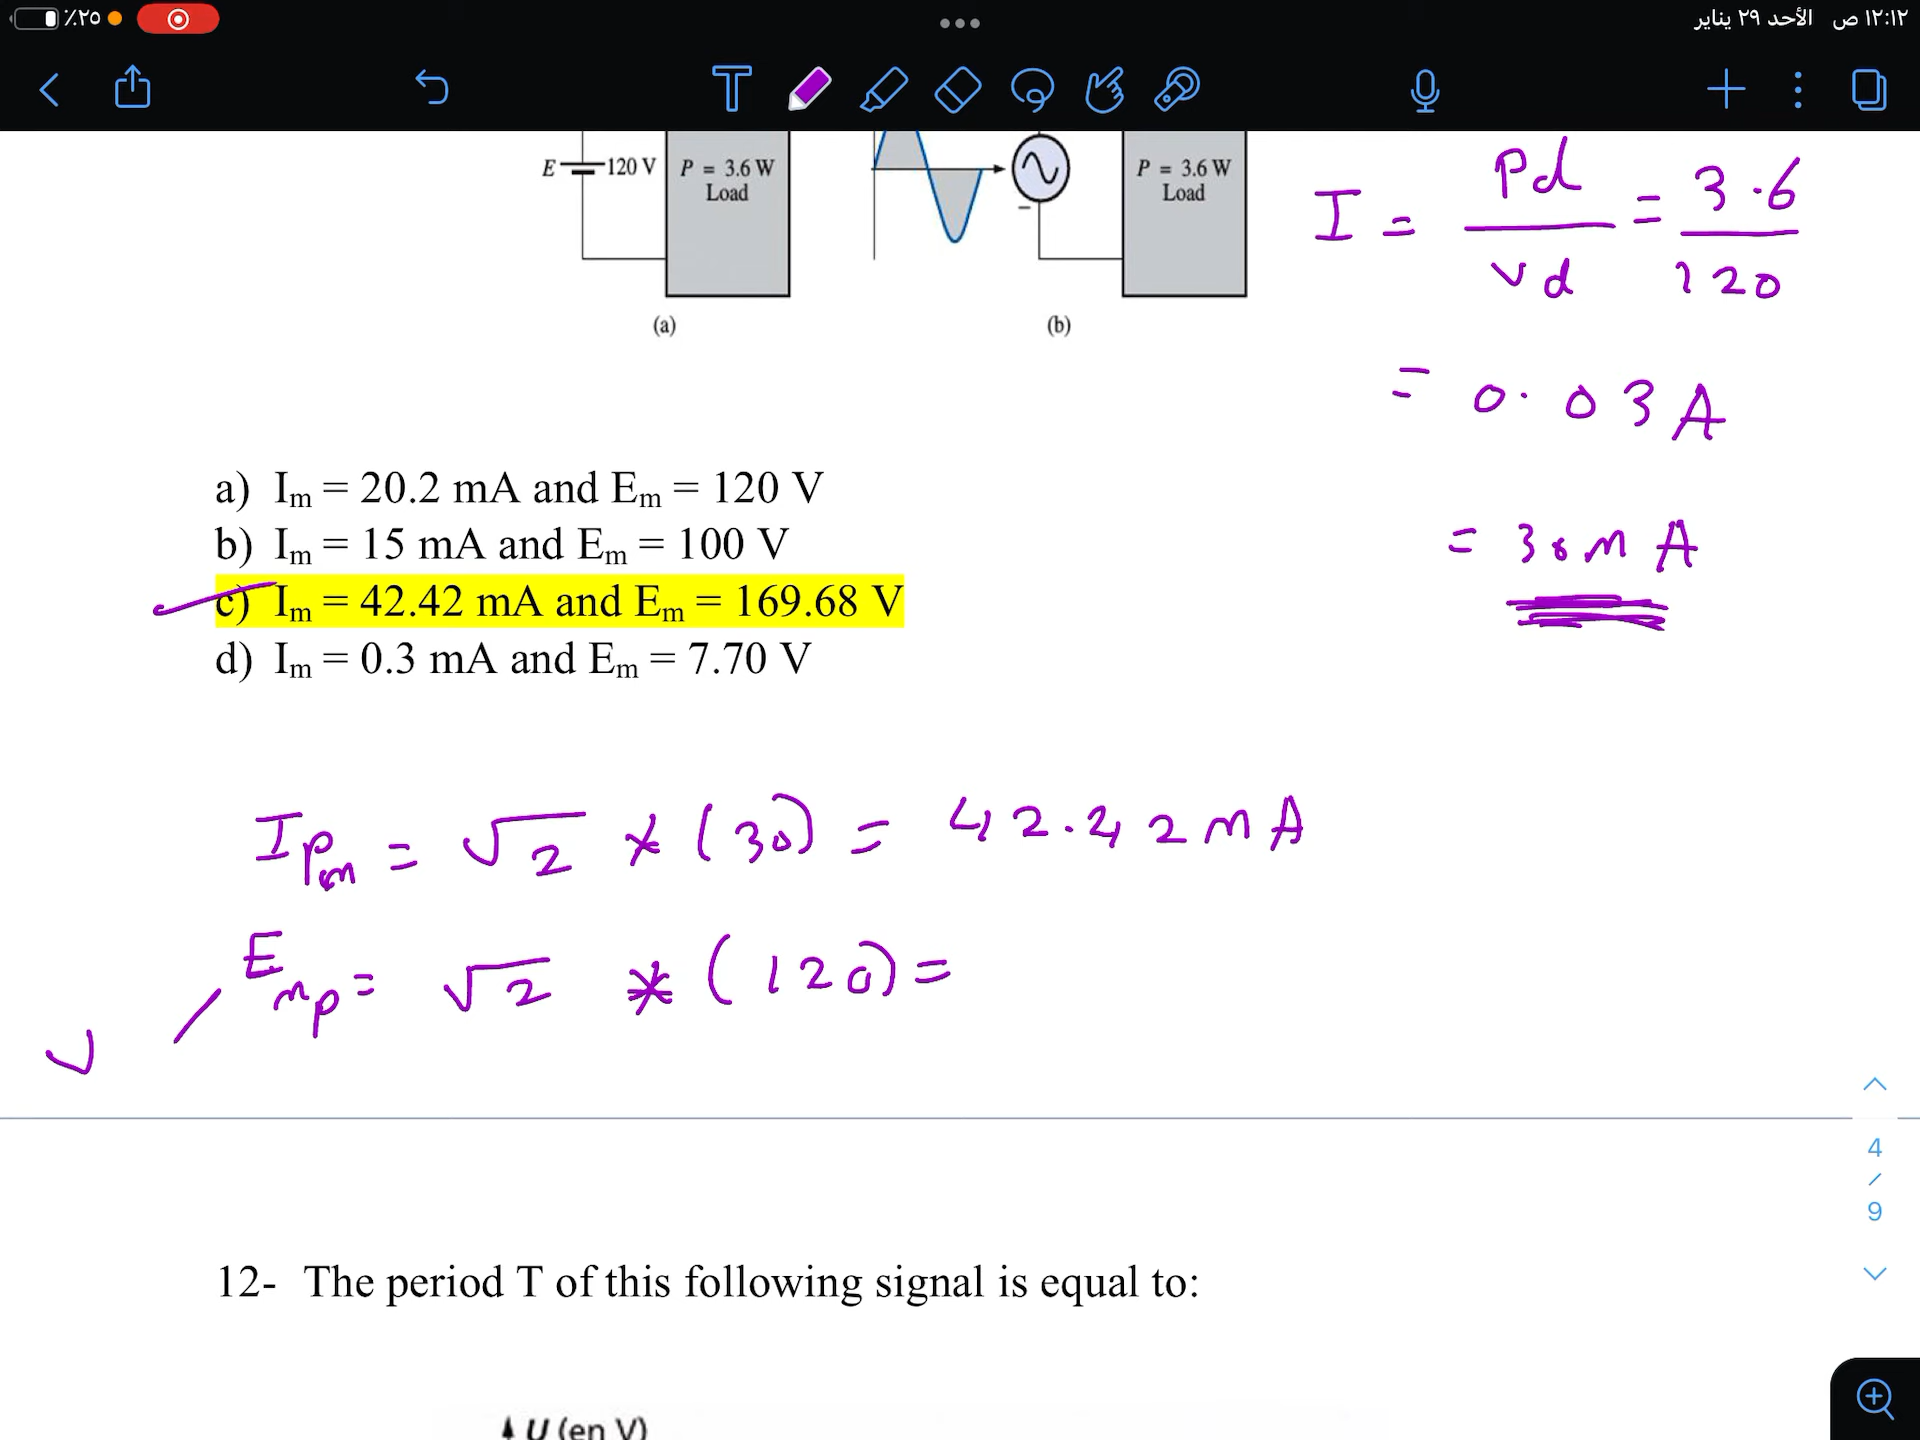 ٪٢٥ ١٢:١٢ ص الأحد ٢٩ يناير
E 120 V P = 3.6 W
Load
P = 3.6 W
Load
(a) (b)
I = Pd / Vd = 3.6 / 120
= 0.03 A
= 30 m A
a) Im = 20.2 mA and Em = 120 V
b) Im = 15 mA and Em = 100 V
c) Im = 42.42 mA and Em = 169.68 V
d) Im = 0.3 mA and Em = 7.70 V
Ipm = √2 * (30) = 42.42 m A
Emp = √2 * (120) =
4
/
9
12- The period T of this following signal is equal to:
U (en V)